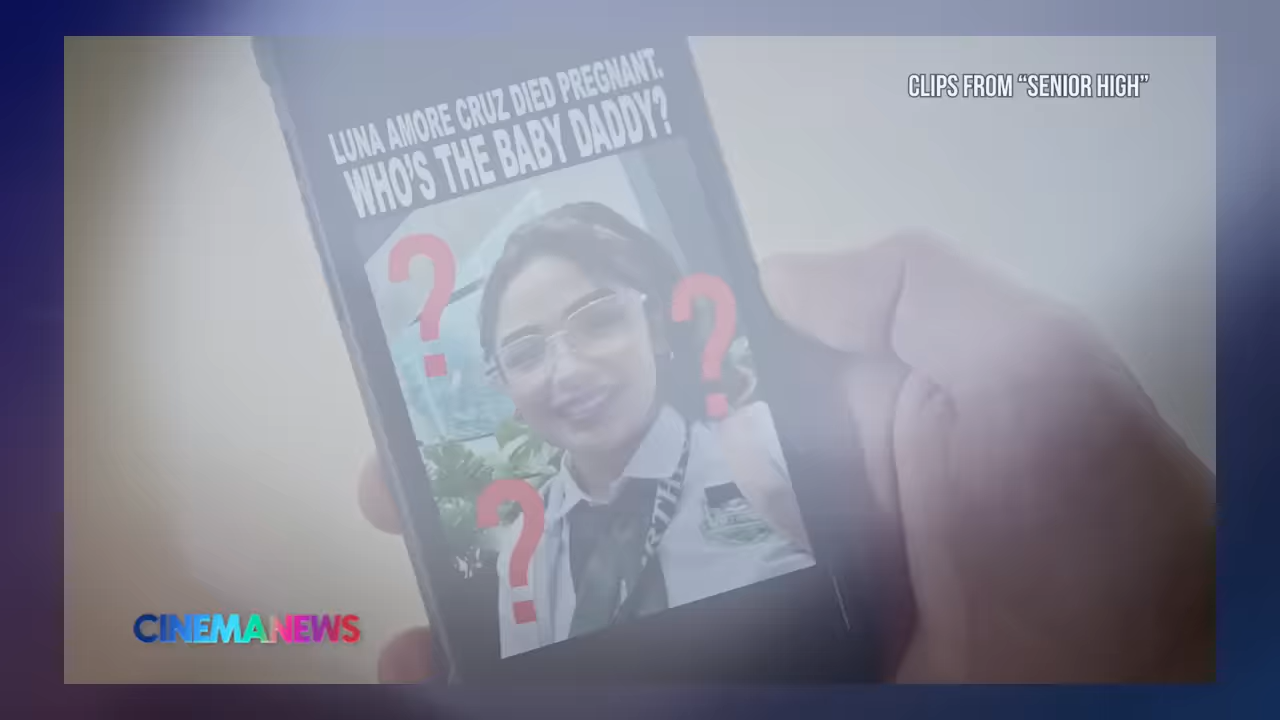 CLIPS FROM “SENIOR HIGH”
LUNA AMORE CRUZ DIED PREGNANT.
WHO'S THE BABY DADDY?
? ? ?
CINEMANEWS